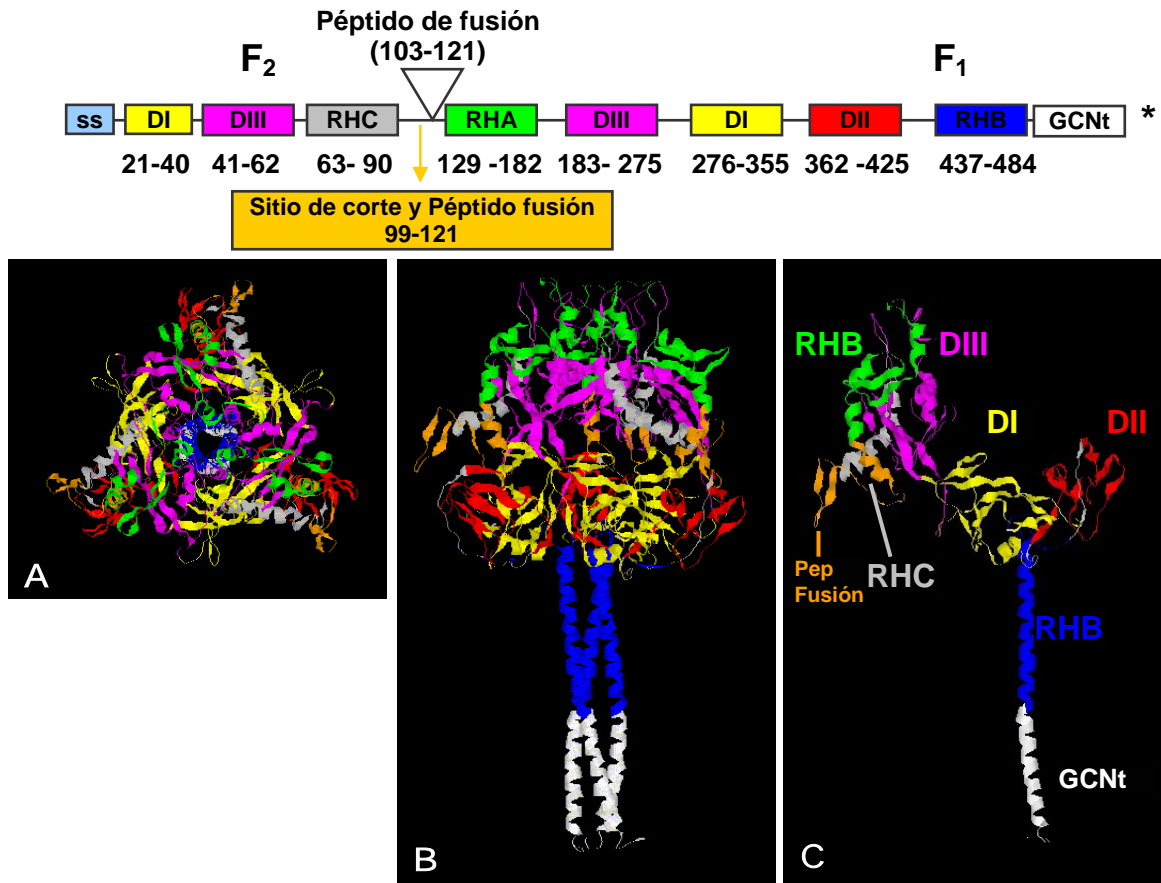 Péptido de fusión
(103-121)
F2
F1
ss DI DIII RHC RHA DIII DI DII RHB GCNt *
21-40 41-62 63- 90 129 -182 183- 275 276-355 362 -425 437-484
Sitio de corte y Péptido fusión
99-121
A
B
RHB DIII
DI DII
Pep
Fusión
RHC
RHB
GCNt
C